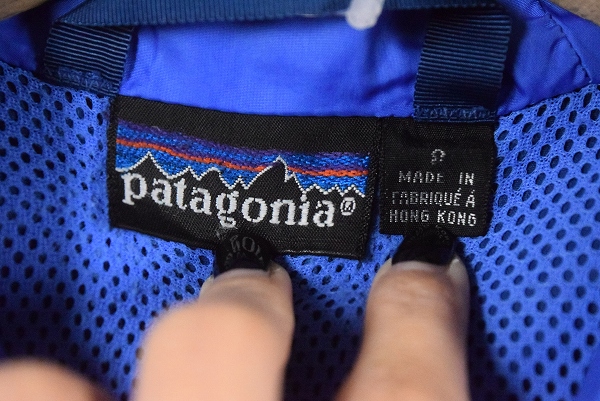 patagonia®
MADE IN
FABRIQUÉ À
HONG KONG